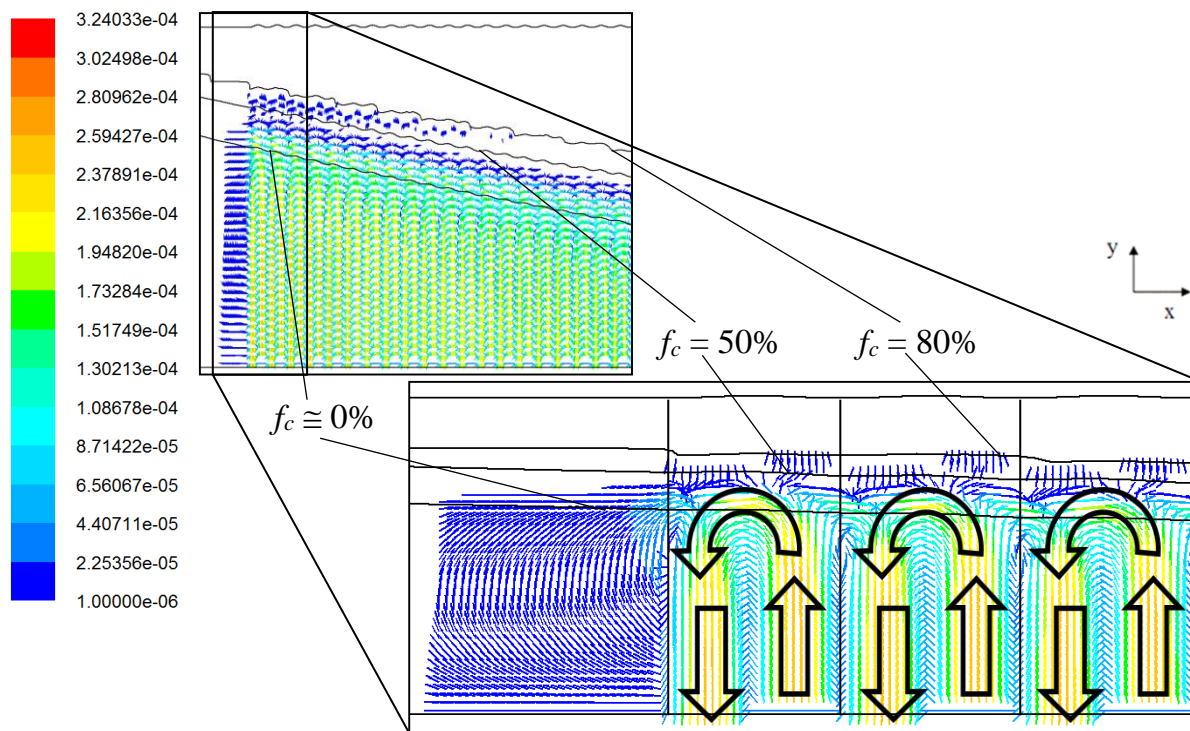 3.24033e-04
3.02498e-04
2.80962e-04
2.59427e-04
2.37891e-04
2.16356e-04
1.94820e-04
1.73284e-04
1.51749e-04
1.30213e-04
1.08678e-04
8.71422e-05
6.56067e-05
4.40711e-05
2.25356e-05
1.00000e-06
y
x
fc = 50%
fc = 80%
fc ≅ 0%